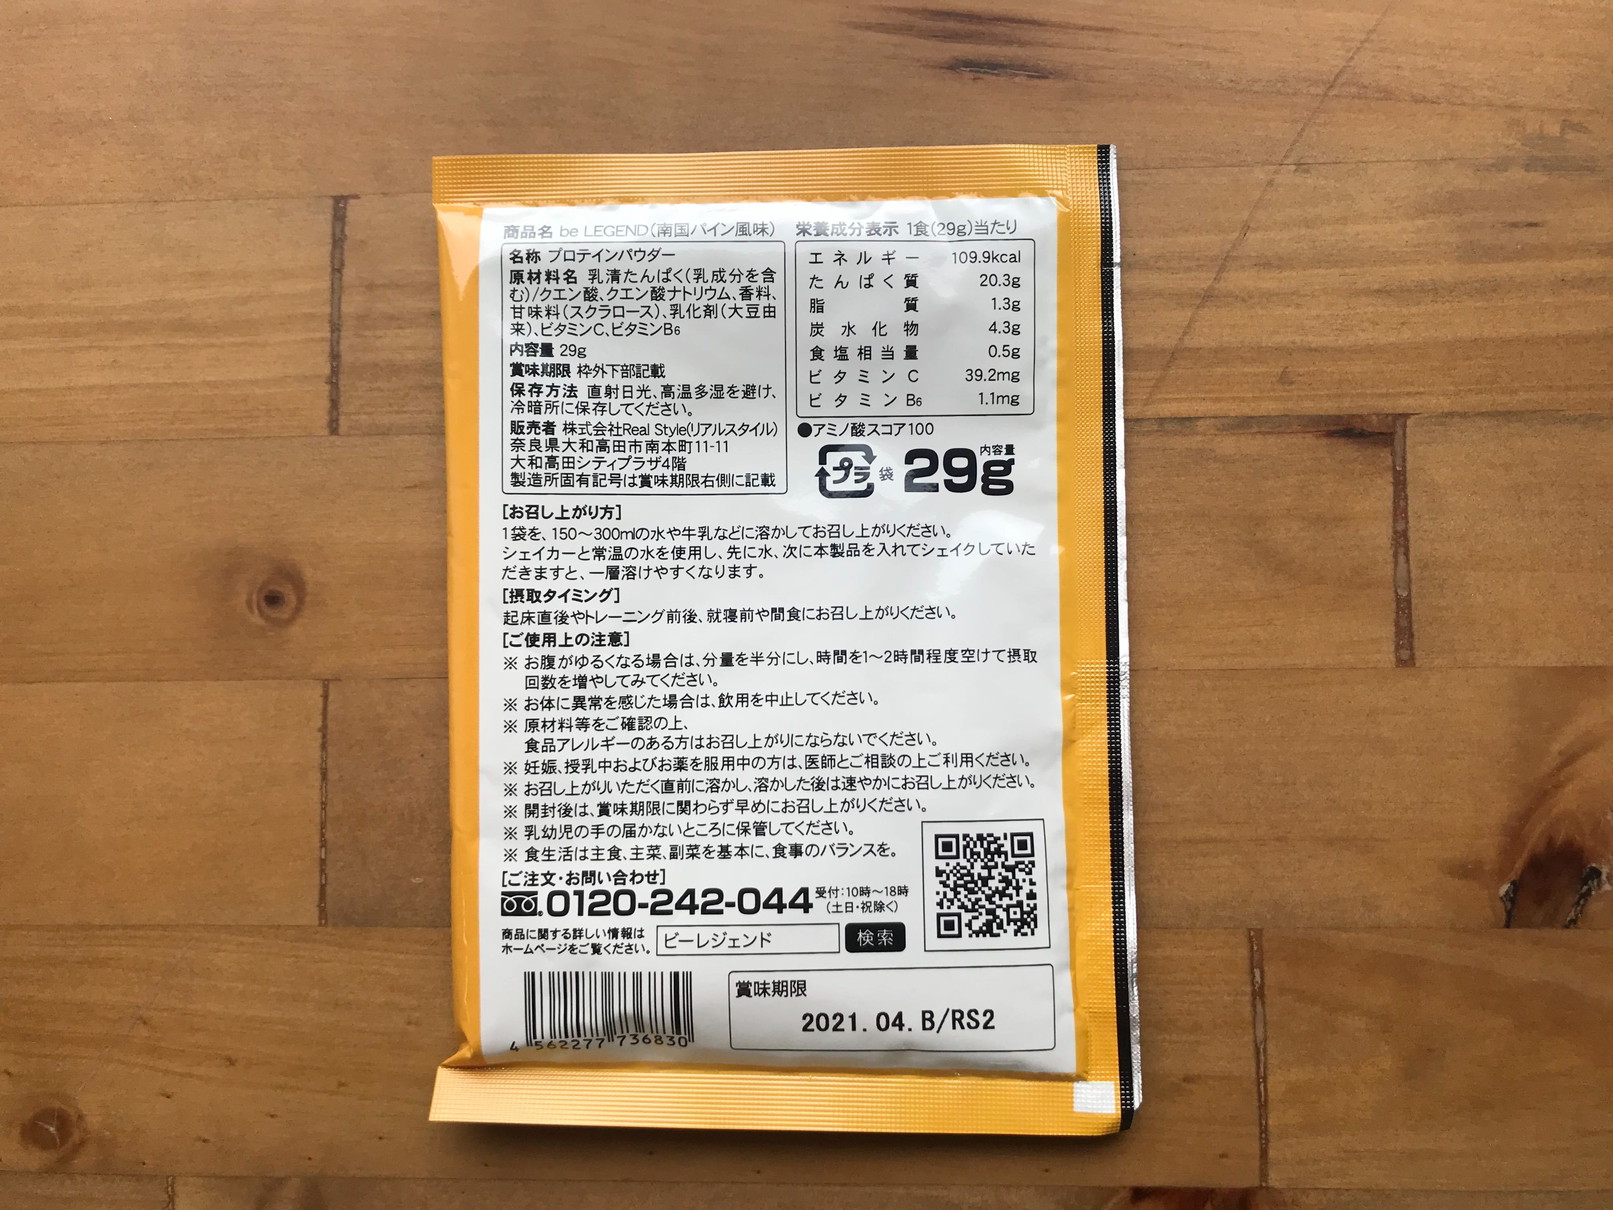 商品名 be LEGEND(南国パイン風味)
名称 プロテインパウダー
原材料名 乳清たんぱく(乳成分を含
む)/クエン酸、クエン酸ナトリウム、香料、
甘味料(スクラロース)、乳化剤(大豆由
来)、ビタミンC、ビタミンB6
内容量 29g
賞味期限 枠外下部記載
保存方法 直射日光、高温多湿を避け、
冷暗所に保存してください。
販売者 株式会社Real Style(リアルスタイル)
奈良県大和高田市南本町11-11
大和高田シティプラザ4階
製造所固有記号は賞味期限右側に記載
栄養成分表示 1食(29g)当たり
エネルギー 109.9kcal
たんぱく質 20.3g
脂質 1.3g
炭水化物 4.3g
食塩相当量 0.5g
ビタミンC 39.2mg
ビタミンB6 1.1mg
●アミノ酸スコア100
プラ 袋 内容量 29g
[お召し上がり方]
1袋を、150〜300mlの水や牛乳などに溶かしてお召し上がりください。
シェイカーと常温の水を使用し、先に水、次に本製品を入れてシェイクしていた
だきますと、一層溶けやすくなります。
[摂取タイミング]
起床直後やトレーニング前後、就寝前や間食にお召し上がりください。
[ご使用上の注意]
※ お腹がゆるくなる場合は、分量を半分にし、時間を1〜2時間程度空けて摂取
回数を増やしてみてください。
※ お体に異常を感じた場合は、飲用を中止してください。
※ 原材料等をご確認の上、
食品アレルギーのある方はお召し上がりにならないでください。
※ 妊娠、授乳中およびお薬を服用中の方は、医師とご相談の上ご利用ください。
※ お召し上がりいただく直前に溶かし、溶かした後は速やかにお召し上がりください。
※ 開封後は、賞味期限に関わらず早めにお召し上がりください。
※ 乳幼児の手の届かないところに保管してください。
※ 食生活は主食、主菜、副菜を基本に、食事のバランスを。
[ご注文・お問い合わせ]
0120-242-044 受付:10時〜18時
(土日・祝除く)
商品に関する詳しい情報は
ホームページをご覧ください。
ビーレジェンド 検索
4 562277 736830
賞味期限
2021.04.B/RS2